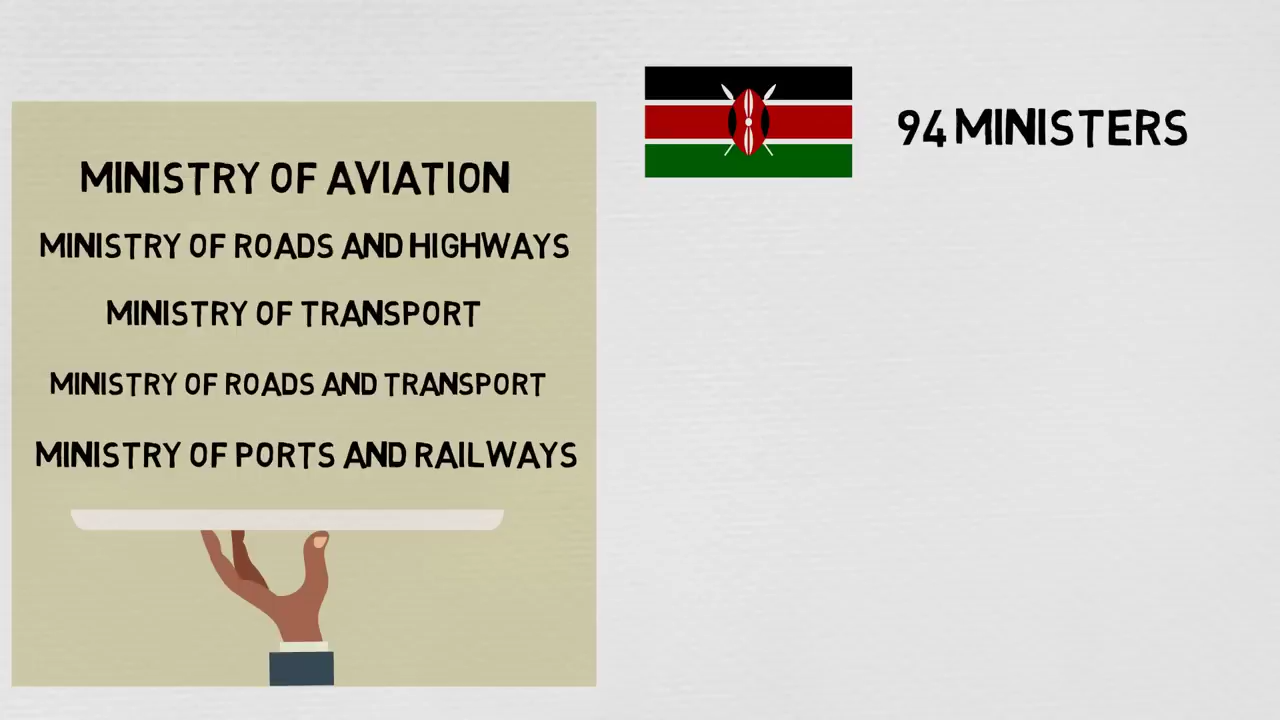 MINISTRY OF AVIATION
MINISTRY OF ROADS AND HIGHWAYS
MINISTRY OF TRANSPORT
MINISTRY OF ROADS AND TRANSPORT
MINISTRY OF PORTS AND RAILWAYS
94 MINISTERS